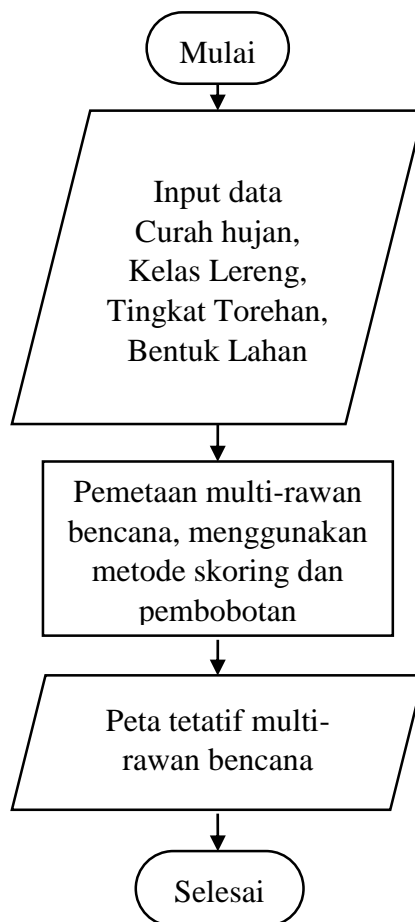 Mulai
Input data
Curah hujan,
Kelas Lereng,
Tingkat Torehan,
Bentuk Lahan
Pemetaan multi-rawan
bencana, menggunakan
metode skoring dan
pembobotan
Peta tetatif multi-
rawan bencana
Selesai